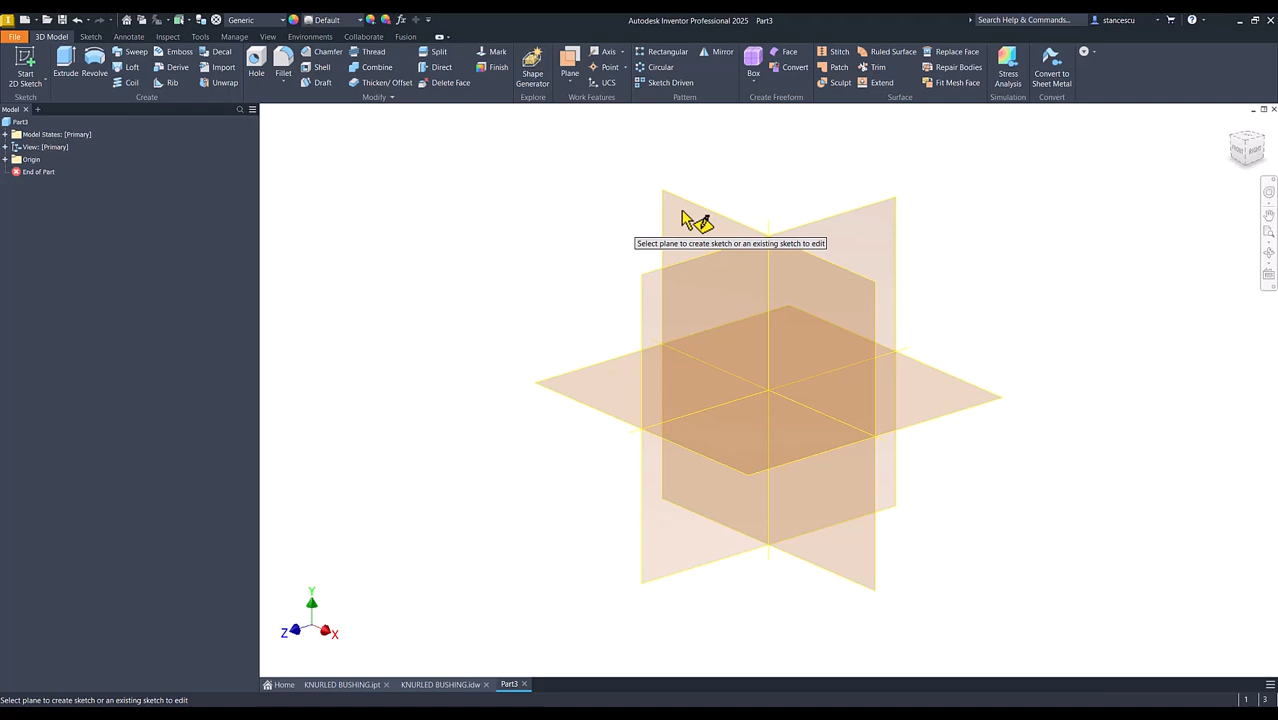 Generic
Default
Autodesk Inventor Professional 2025 Part3
Search Help & Commands...
stancescu
File
3D Model
Sketch
Annotate
Inspect
Tools
Manage
View
Environments
Collaborate
Fusion
Start
2D Sketch
Sketch
Extrude
Revolve
Sweep
Emboss
Decal
Loft
Derive
Import
Coil
Rib
Unwrap
Create
Hole
Fillet
Chamfer
Thread
Split
Mark
Shell
Combine
Direct
Finish
Draft
Thicken/ Offset
Delete Face
Modify
Shape
Generator
Explore
Plane
Axis
Point
UCS
Work Features
Rectangular
Mirror
Circular
Sketch Driven
Pattern
Box
Face
Convert
Create Freeform
Stitch
Ruled Surface
Replace Face
Patch
Trim
Repair Bodies
Sculpt
Extend
Fit Mesh Face
Surface
Stress
Analysis
Simulation
Convert to
Sheet Metal
Convert
Model
Part3
Model States: [Primary]
View: [Primary]
Origin
End of Part
FRONT
RIGHT
Select plane to create sketch or an existing sketch to edit
Y
Z
X
Home
KNURLED BUSHING.ipt
KNURLED BUSHING.idw
Part3
Select plane to create sketch or an existing sketch to edit
1
3